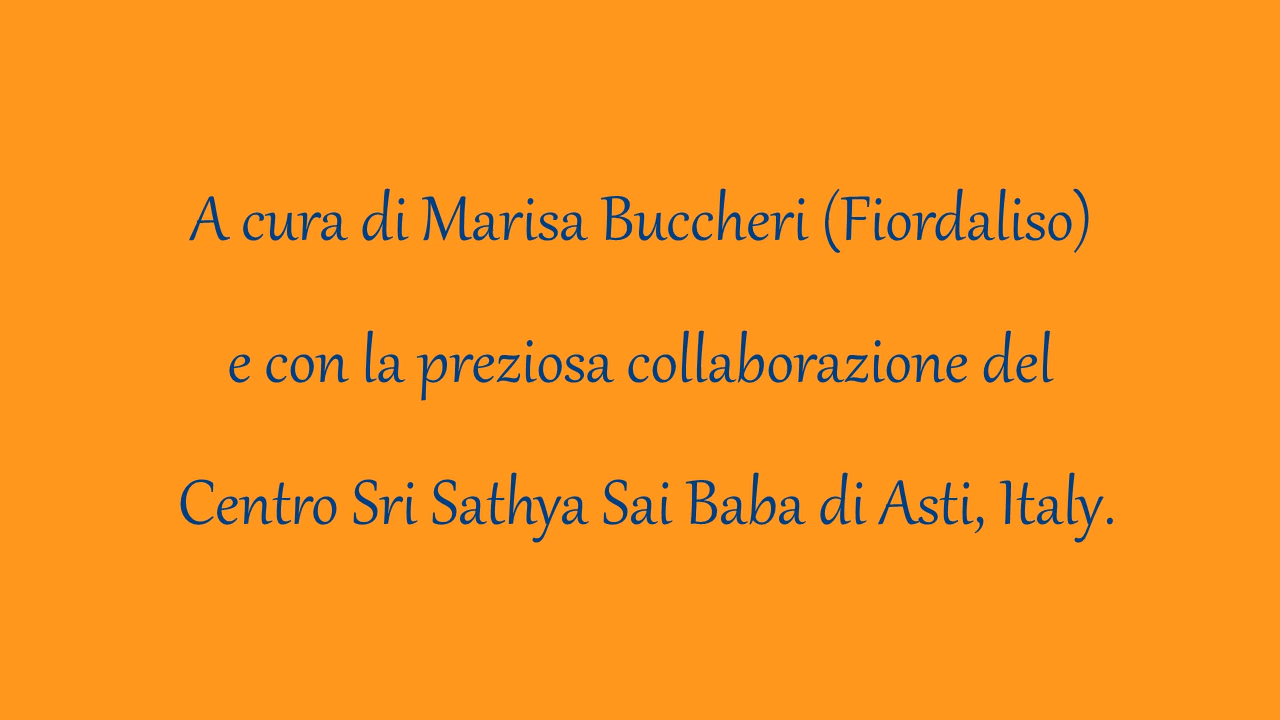 A cura di Marisa Buccheri (Fiordaliso)
e con la preziosa collaborazione del
Centro Sri Sathya Sai Baba di Asti, Italy.